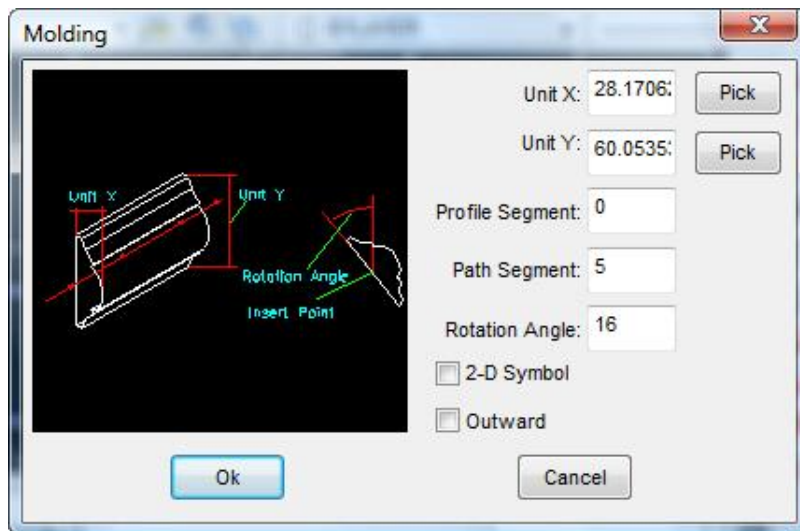 Molding
Unit X
Unit Y
Rotation Angle
Insert Point
Unit X: 28.17062 Pick
Unit Y: 60.0535 Pick
Profile Segment: 0
Path Segment: 5
Rotation Angle: 16
2-D Symbol
Outward
Ok
Cancel